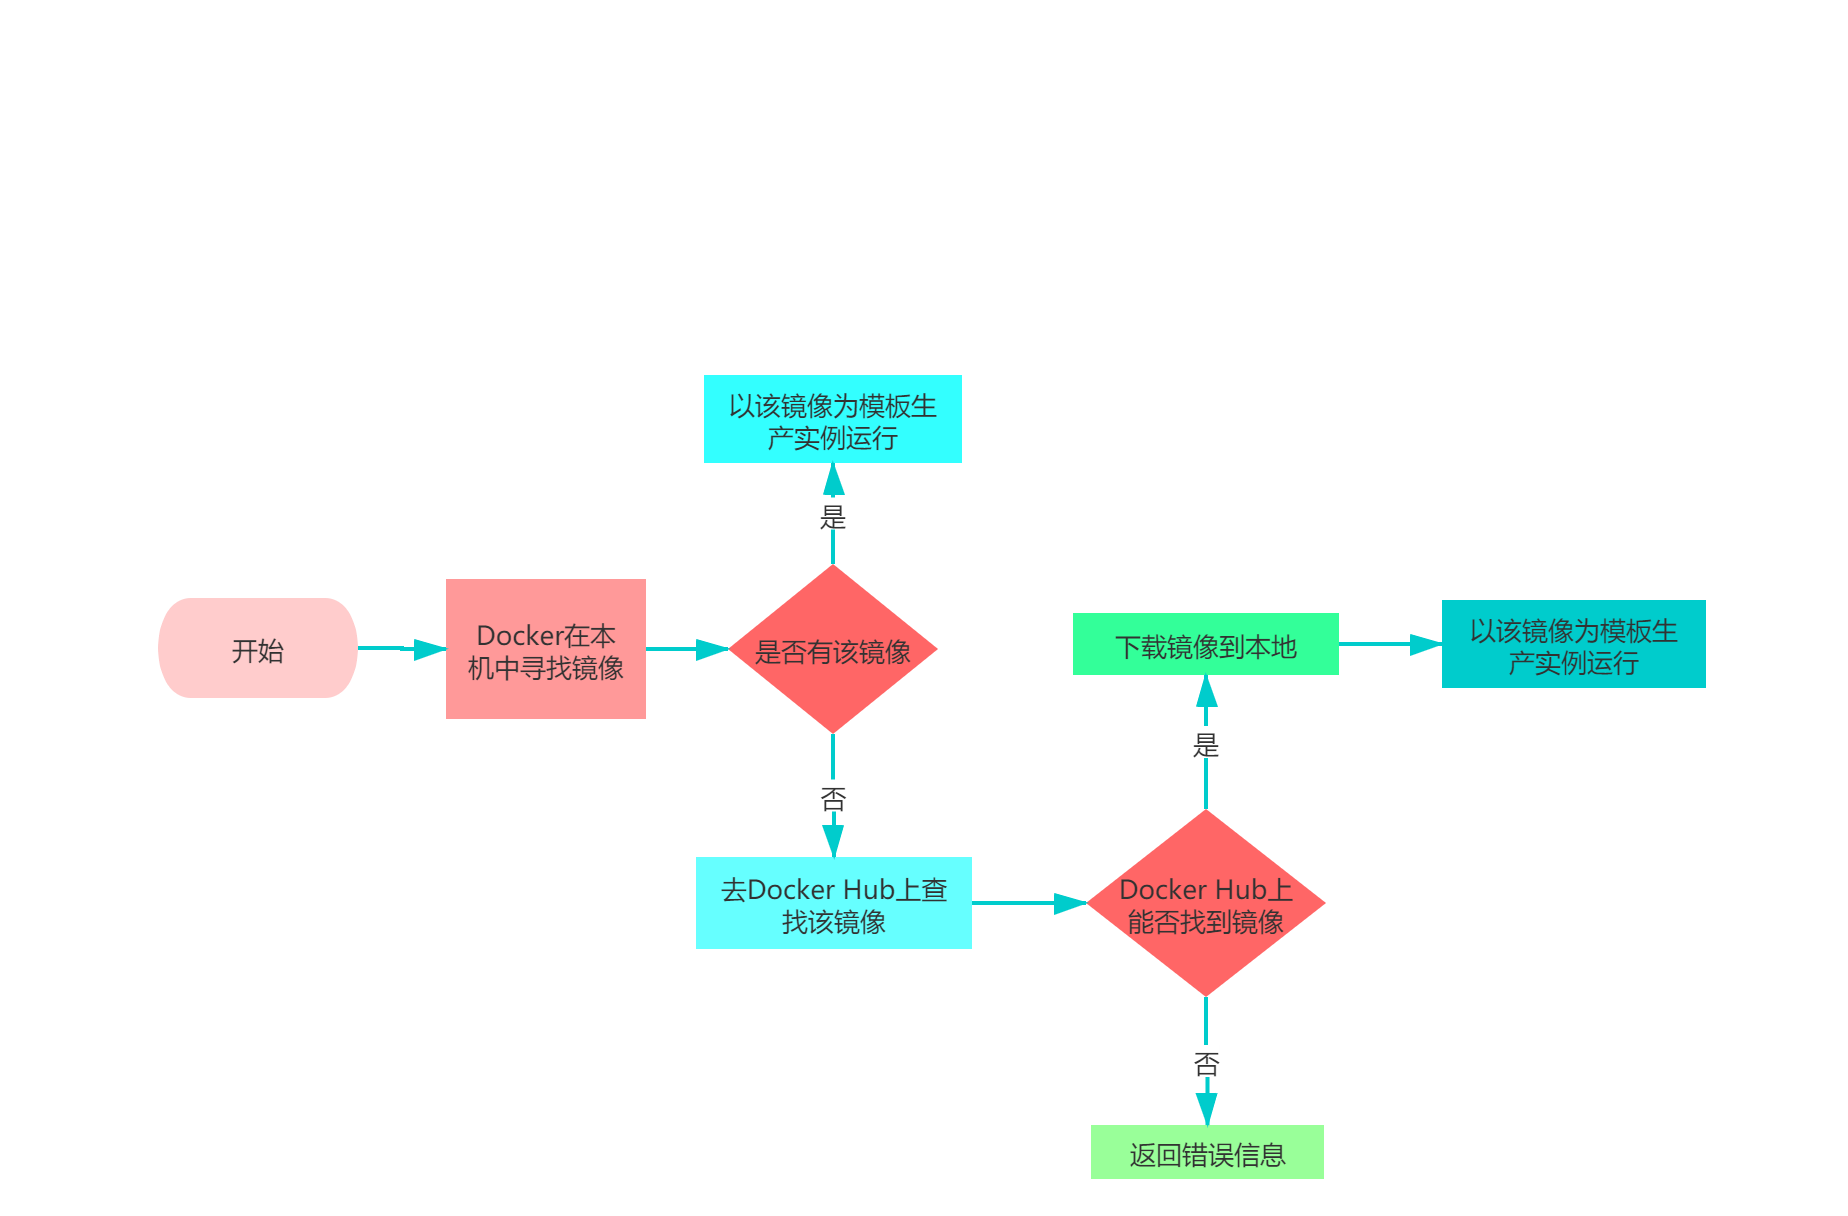 以该镜像为模板生
产实例运行
是
开始
Docker在本
机中寻找镜像
是否有该镜像
下载镜像到本地
以该镜像为模板生
产实例运行
是
否
去Docker Hub上查
找该镜像
Docker Hub上
能否找到镜像
否
返回错误信息